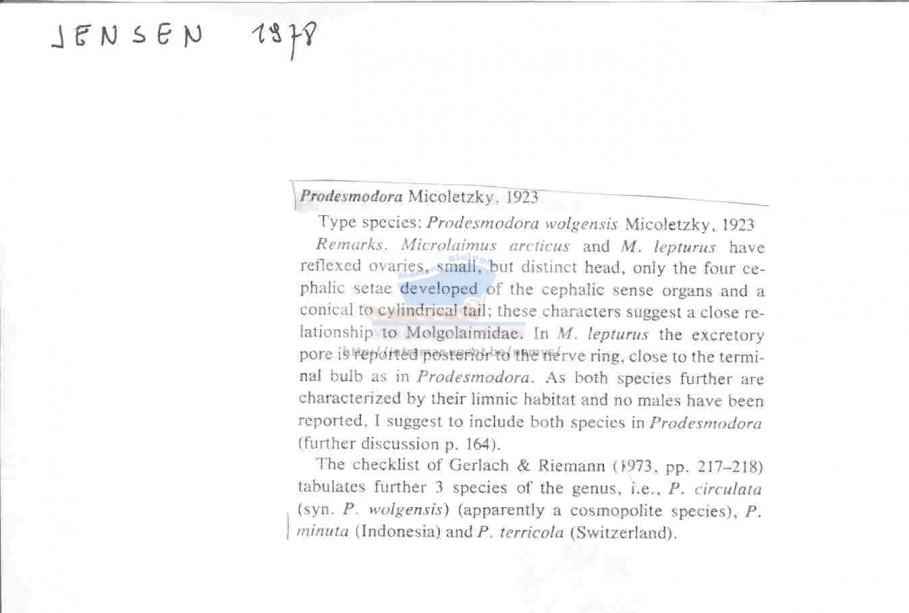 JENSEN 1978
Prodesmodora Micoletzky, 1923
Type species: Prodesmodora wolgensis Micoletzky, 1923
Remarks. Microlaimus arcticus and M. lepturus have
reflexed ovaries, small, but distinct head, only the four ce-
phalic setae developed of the cephalic sense organs and a
conical to cylindrical tail; these characters suggest a close re-
lationship to Molgolaimidae. In M. lepturus the excretory
pore is reported posterior to the nerve ring, close to the termi-
nal bulb as in Prodesmodora. As both species further are
characterized by their limnic habitat and no males have been
reported, I suggest to include both species in Prodesmodora
(further discussion p. 164).
The checklist of Gerlach & Riemann (1973, pp. 217–218)
tabulates further 3 species of the genus, i.e., P. circulata
(syn. P. wolgensis) (apparently a cosmopolite species), P.
minuta (Indonesia) and P. terricola (Switzerland).